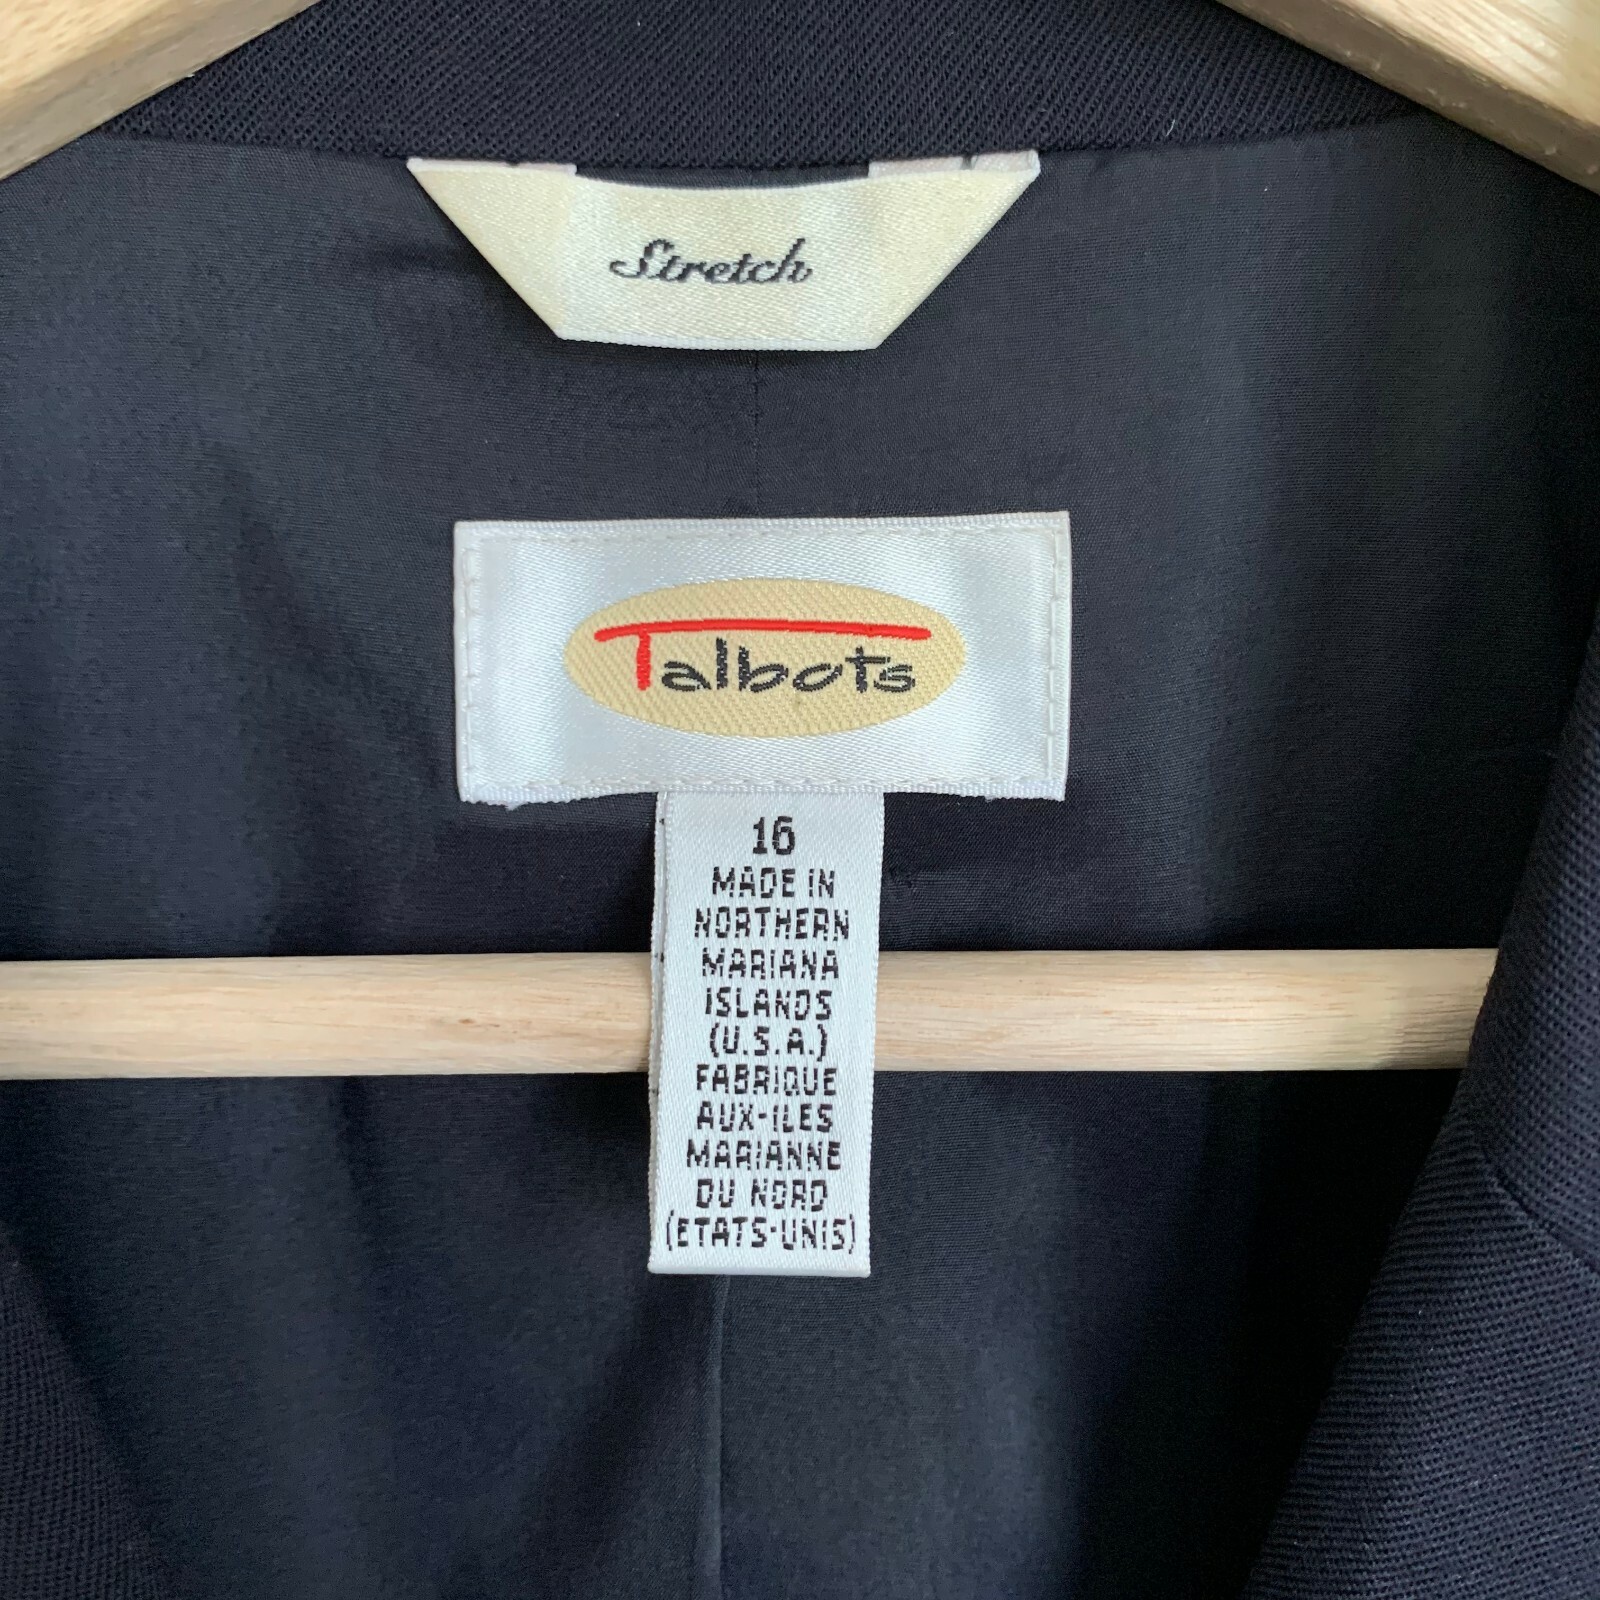 Stretch
Talbots
16
MADE IN
NORTHERN
MARIANA
ISLANDS
(U.S.A.)
FABRIQUE
AUX-ILES
MARIANNE
DU NORD
(ETATS-UNIS)